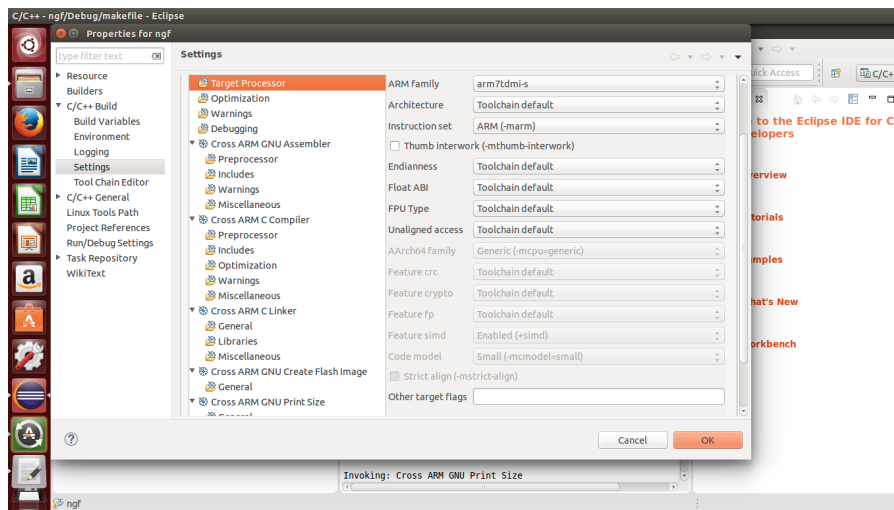 C/C++ - ngf/Debug/makefile - Eclipse
Properties for ngf
type filter text
Resource
Builders
C/C++ Build
Build Variables
Environment
Logging
Settings
Tool Chain Editor
C/C++ General
Linux Tools Path
Project References
Run/Debug Settings
Task Repository
WikiText
Settings
Target Processor
Optimization
Warnings
Debugging
Cross ARM GNU Assembler
Preprocessor
Includes
Warnings
Miscellaneous
Cross ARM C Compiler
Preprocessor
Includes
Optimization
Warnings
Miscellaneous
Cross ARM C Linker
General
Libraries
Miscellaneous
Cross ARM GNU Create Flash Image
General
Cross ARM GNU Print Size
General
ARM family arm7tdmi-s
Architecture Toolchain default
Instruction set ARM (-marm)
Thumb interwork (-mthumb-interwork)
Endianness Toolchain default
Float ABI Toolchain default
FPU Type Toolchain default
Unaligned access Toolchain default
AArch64 family Generic (-mcpu=generic)
Feature crc Toolchain default
Feature crypto Toolchain default
Feature fp Toolchain default
Feature simd Enabled (+simd)
Code model Small (-mcmodel=small)
Strict align (-mstrict-align)
Other target flags
Cancel
OK
uick Access
C/C+
to the Eclipse IDE for C
elopers
erview
torials
mples
hat's New
orkbench
Invoking: Cross ARM GNU Print Size
ngf